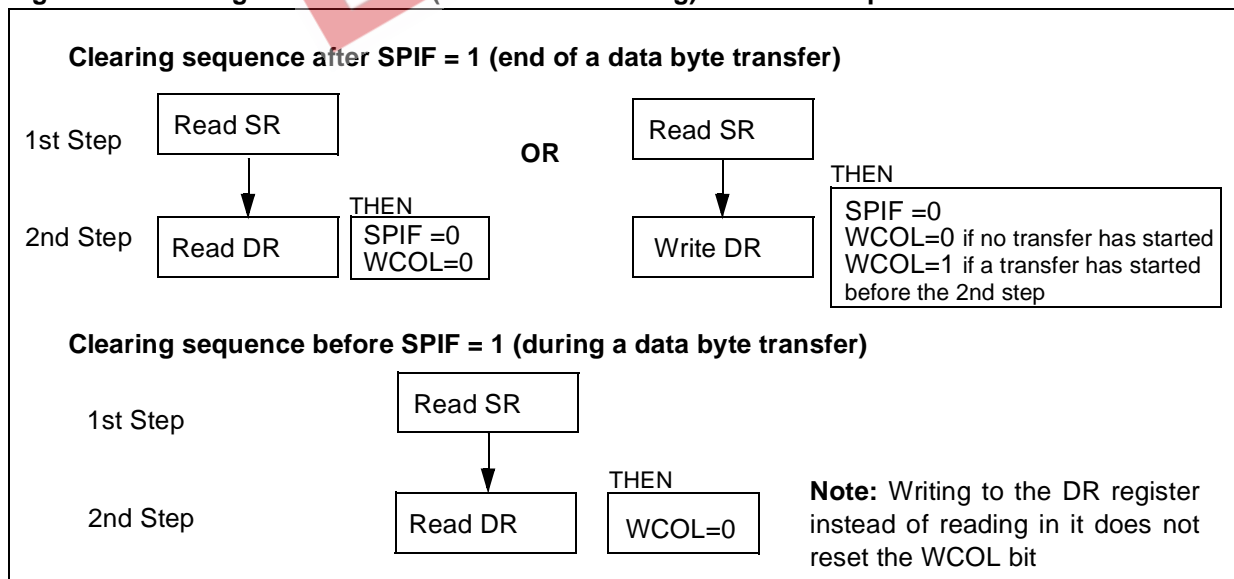 Clearing sequence after SPIF = 1 (end of a data byte transfer)
1st Step
Read SR
OR
Read SR
THEN
THEN
2nd Step
Read DR
SPIF =0
WCOL=0
Write DR
SPIF =0
WCOL=0 if no transfer has started
WCOL=1 if a transfer has started
before the 2nd step
Clearing sequence before SPIF = 1 (during a data byte transfer)
1st Step
Read SR
THEN
2nd Step
Read DR
WCOL=0
Note: Writing to the DR register
instead of reading in it does not
reset the WCOL bit